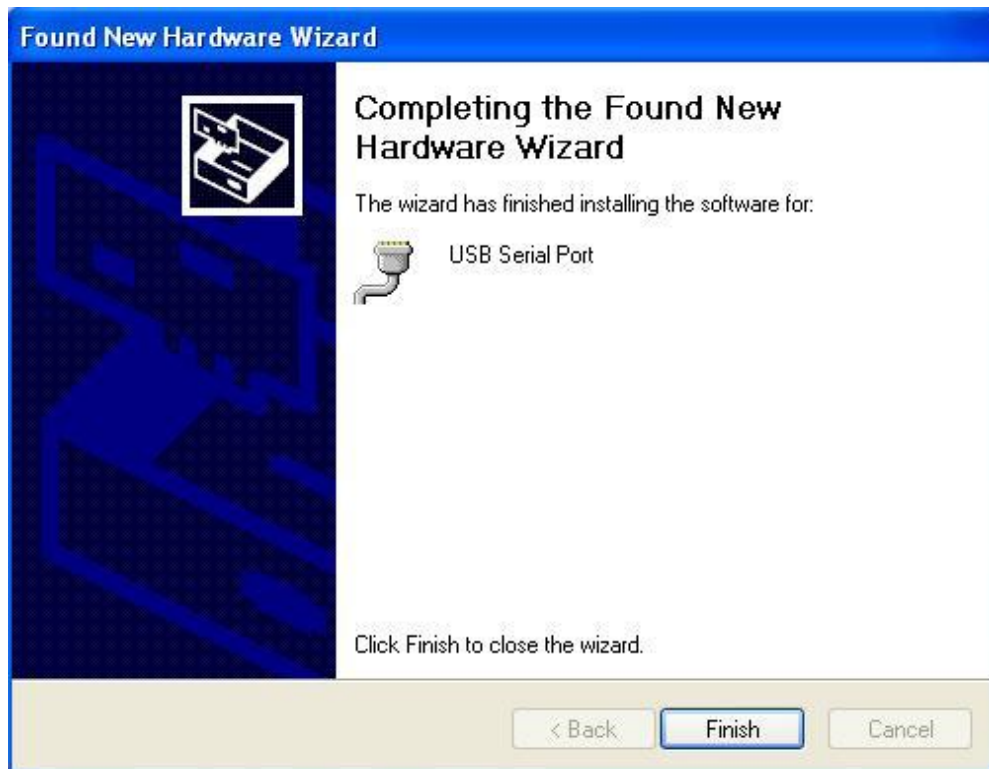 Found New Hardware Wizard
Completing the Found New
Hardware Wizard
The wizard has finished installing the software for:
USB Serial Port
Click Finish to close the wizard.
< Back Finish Cancel